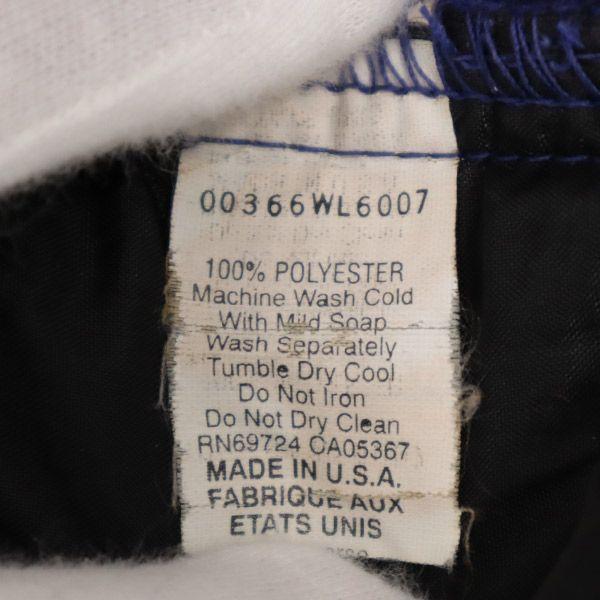 00366WL6007
100% POLYESTER
Machine Wash Cold
With Mild Soap
Wash Separately
Tumble Dry Cool
Do Not Iron
Do Not Dry Clean
RN69724 CA05367
MADE IN U.S.A.
FABRIQUE AUX
ETATS UNIS